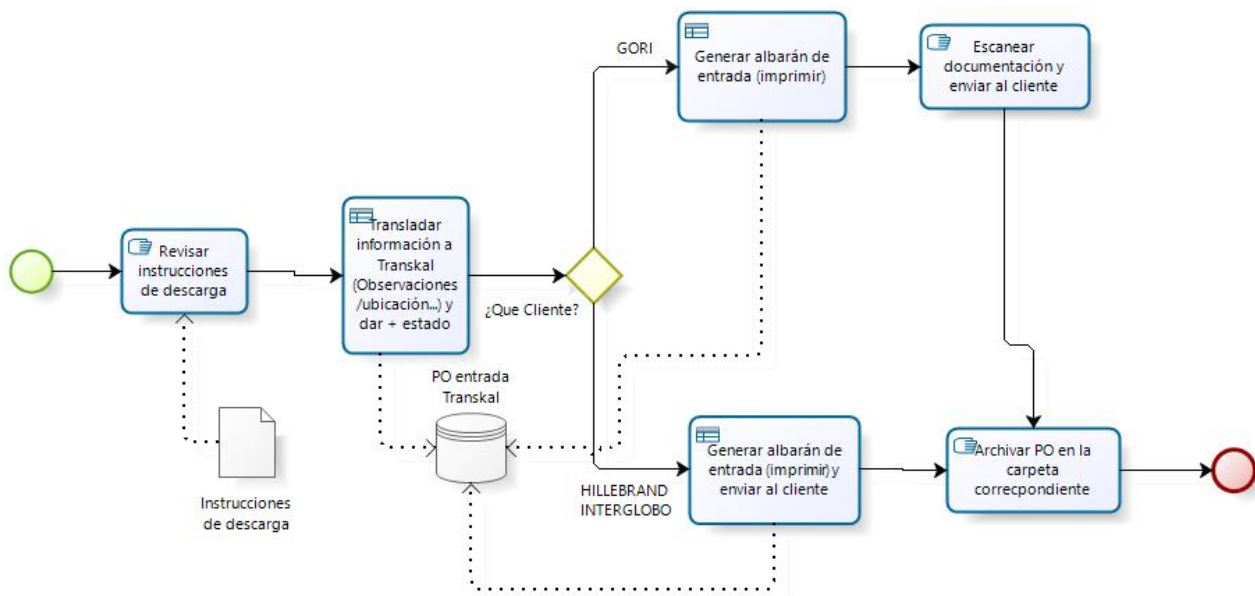 GORI
Generar albarán de
entrada (imprimir)
Escanear
documentación y
enviar al cliente
Revisar
instrucciones
de descarga
Transladar
información a
Transkal
(Observaciones
/ubicación...) y
dar + estado
¿Que Cliente?
PO entrada
Transkal
Instrucciones
de descarga
HILLEBRAND
INTERGLOBO
Generar albarán de
entrada (imprimir) y
enviar al cliente
Archivar PO en la
carpeta
correcpondiente